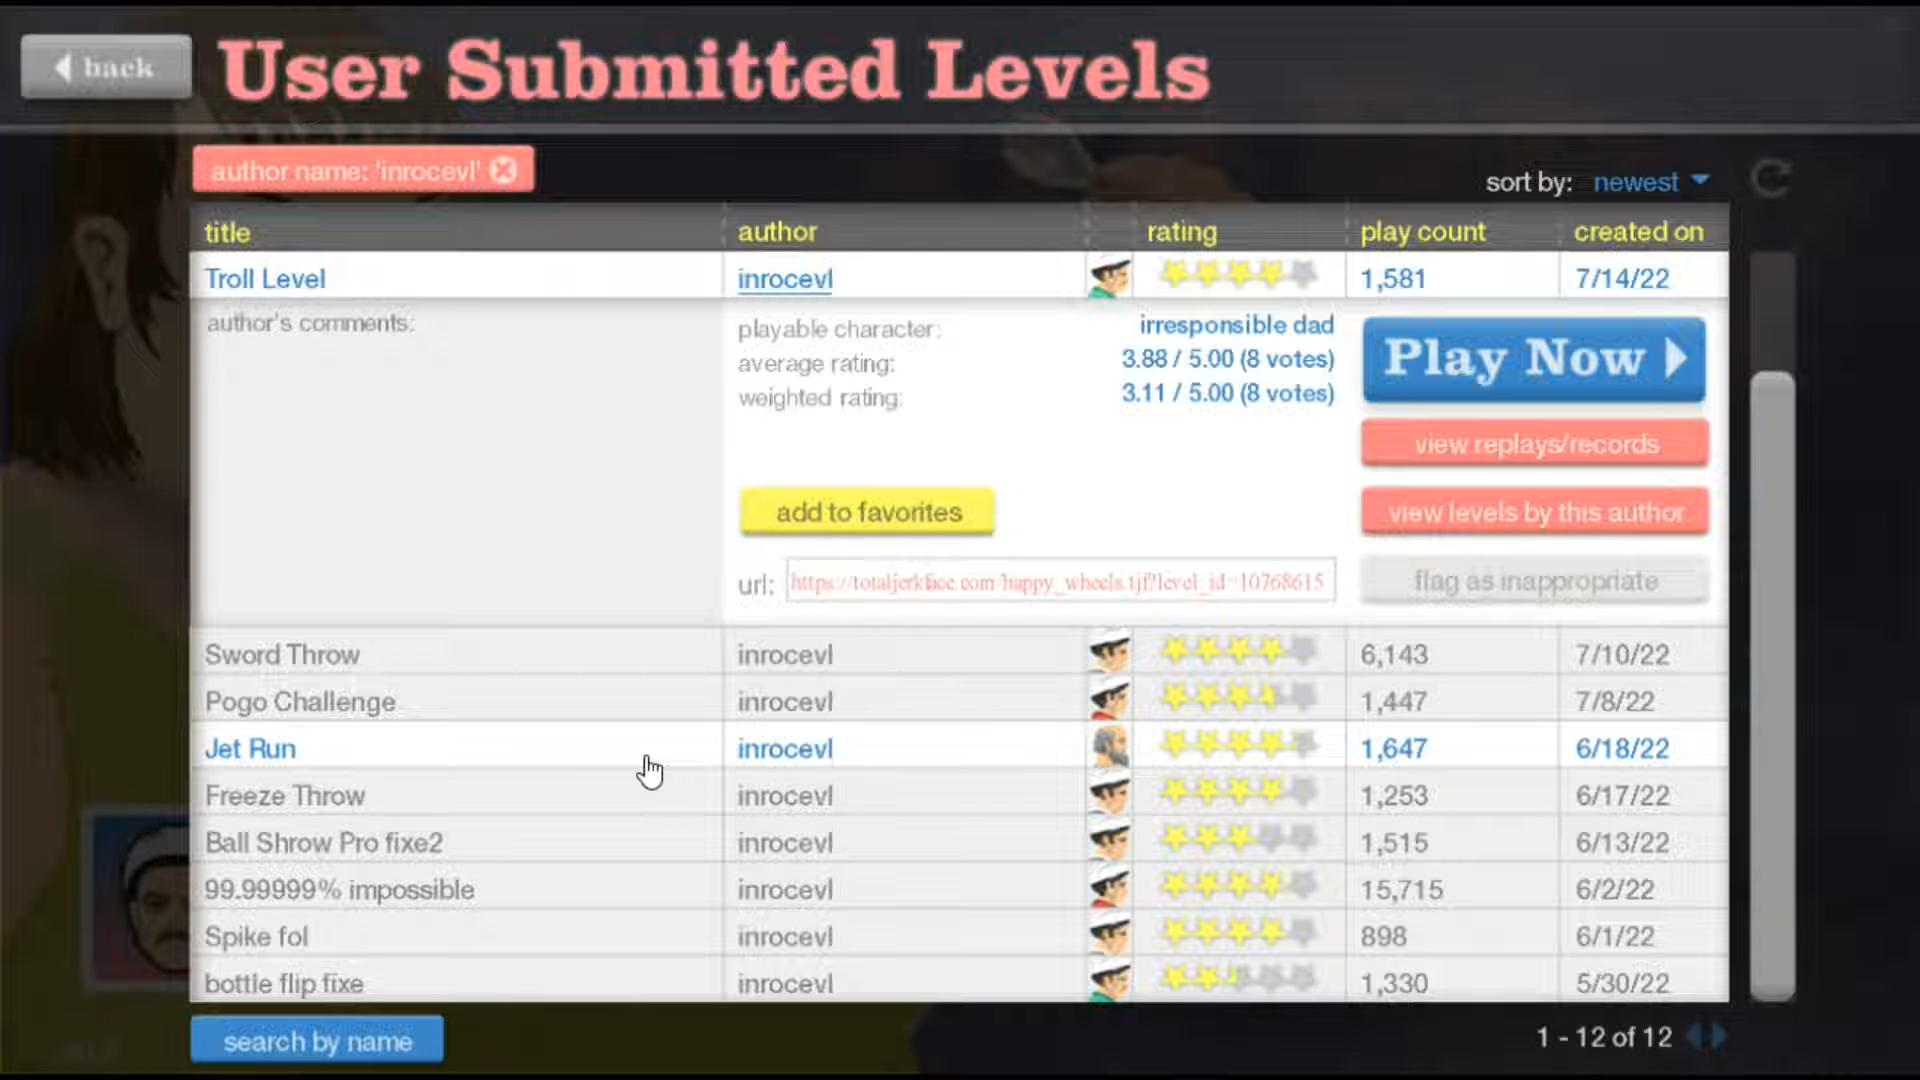 back
User Submitted Levels
author name: 'inrocevl'
sort by: newest
title author rating play count created on
Troll Level inrocevl 1,581 7/14/22
author's comments:
playable character: irresponsible dad
average rating: 3.88 / 5.00 (8 votes)
weighted rating: 3.11 / 5.00 (8 votes)
Play Now
view replays/records
add to favorites
view levels by this author
url: https://totaljerkface.com/happy_wheels.tjf?level_id=10768615
flag as inappropriate
Sword Throw inrocevl 6,143 7/10/22
Pogo Challenge inrocevl 1,447 7/8/22
Jet Run inrocevl 1,647 6/18/22
Freeze Throw inrocevl 1,253 6/17/22
Ball Shrow Pro fixe2 inrocevl 1,515 6/13/22
99.99999% impossible inrocevl 15,715 6/2/22
Spike fol inrocevl 898 6/1/22
bottle flip fixe inrocevl 1,330 5/30/22
search by name
1 - 12 of 12